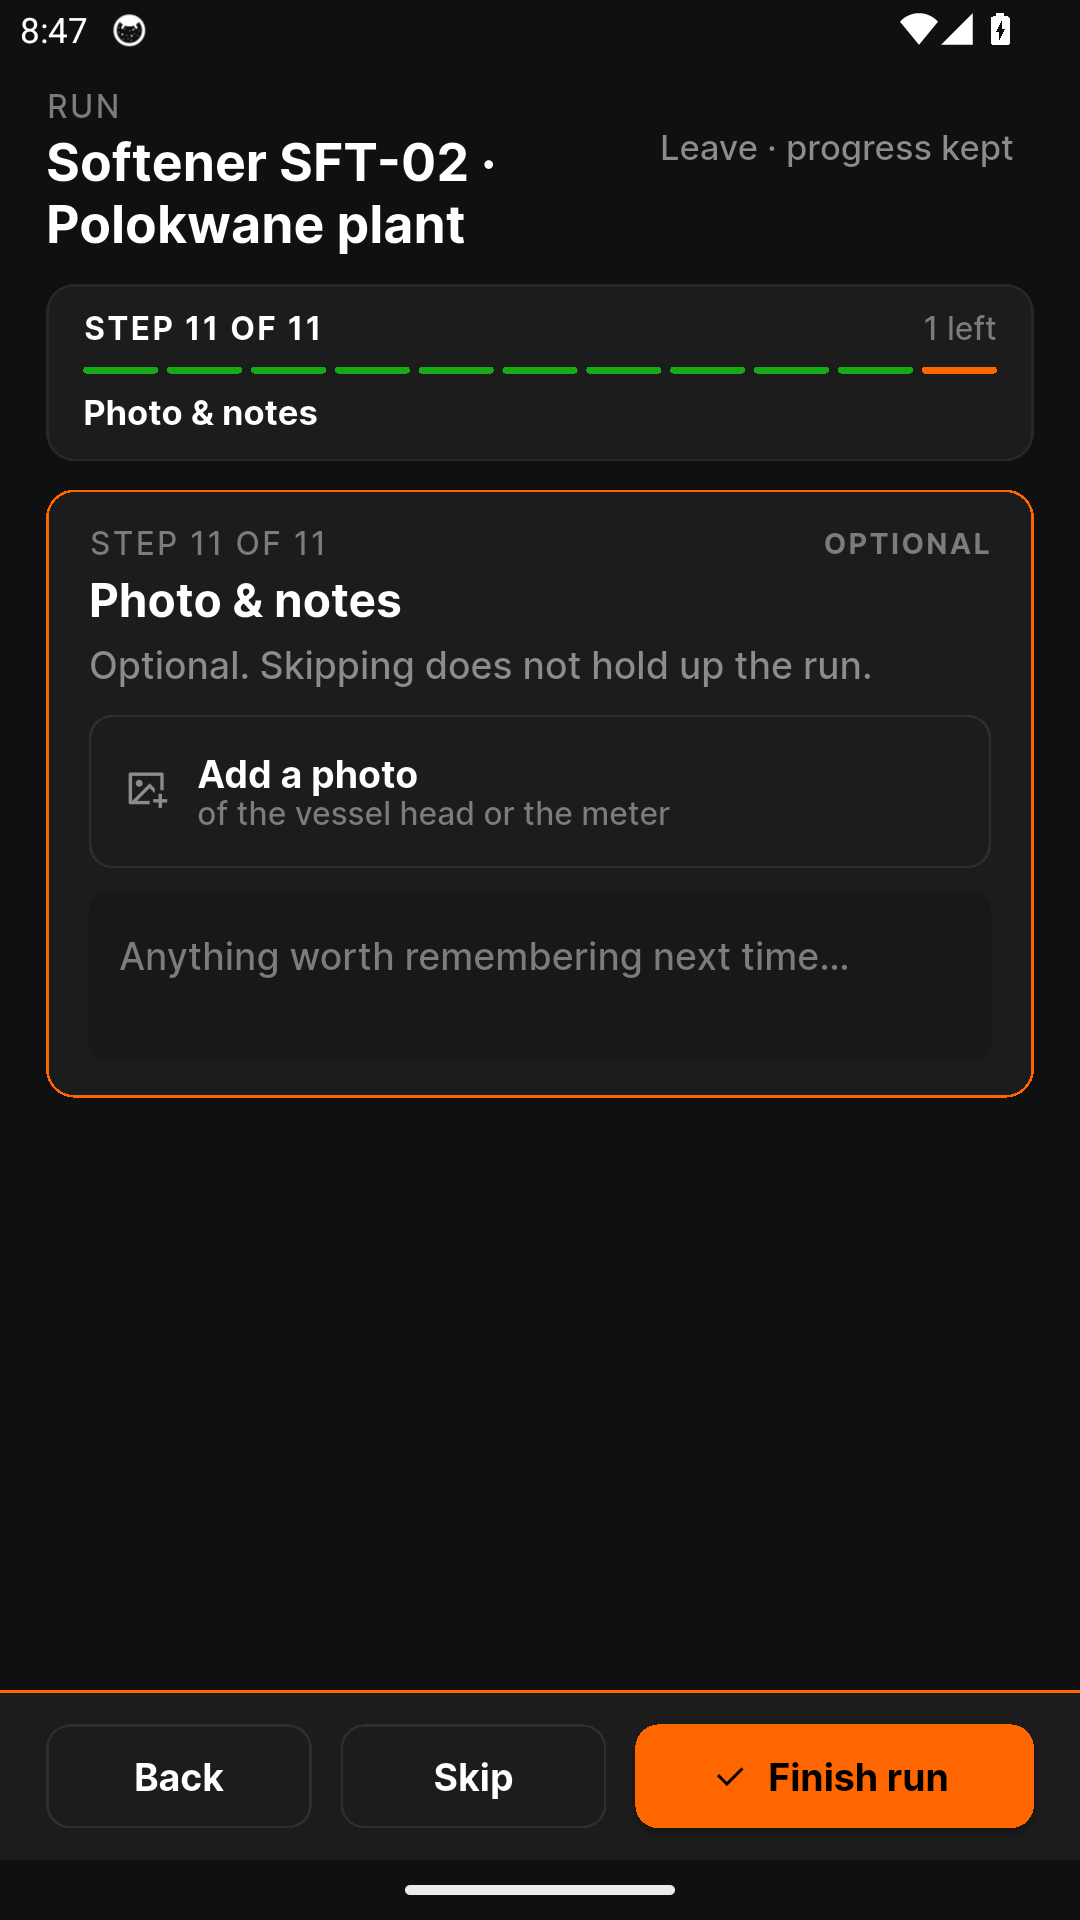 8:47
RUN
Softener SFT-02 ·
Polokwane plant
Leave · progress kept
STEP 11 OF 11
1 left
Photo & notes
STEP 11 OF 11
OPTIONAL
Photo & notes
Optional. Skipping does not hold up the run.
Add a photo
of the vessel head or the meter
Anything worth remembering next time...
Back
Skip
Finish run